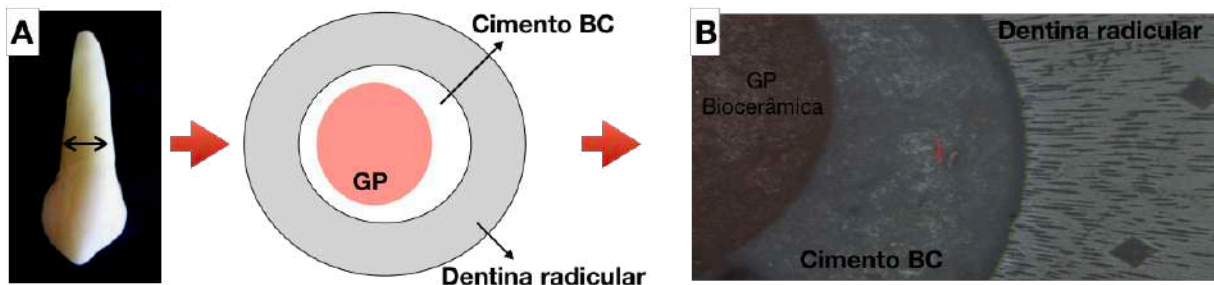 A
Cimento BC
GP
Dentina radicular
B
Dentina radicular
GP
Biocerâmica
Cimento BC